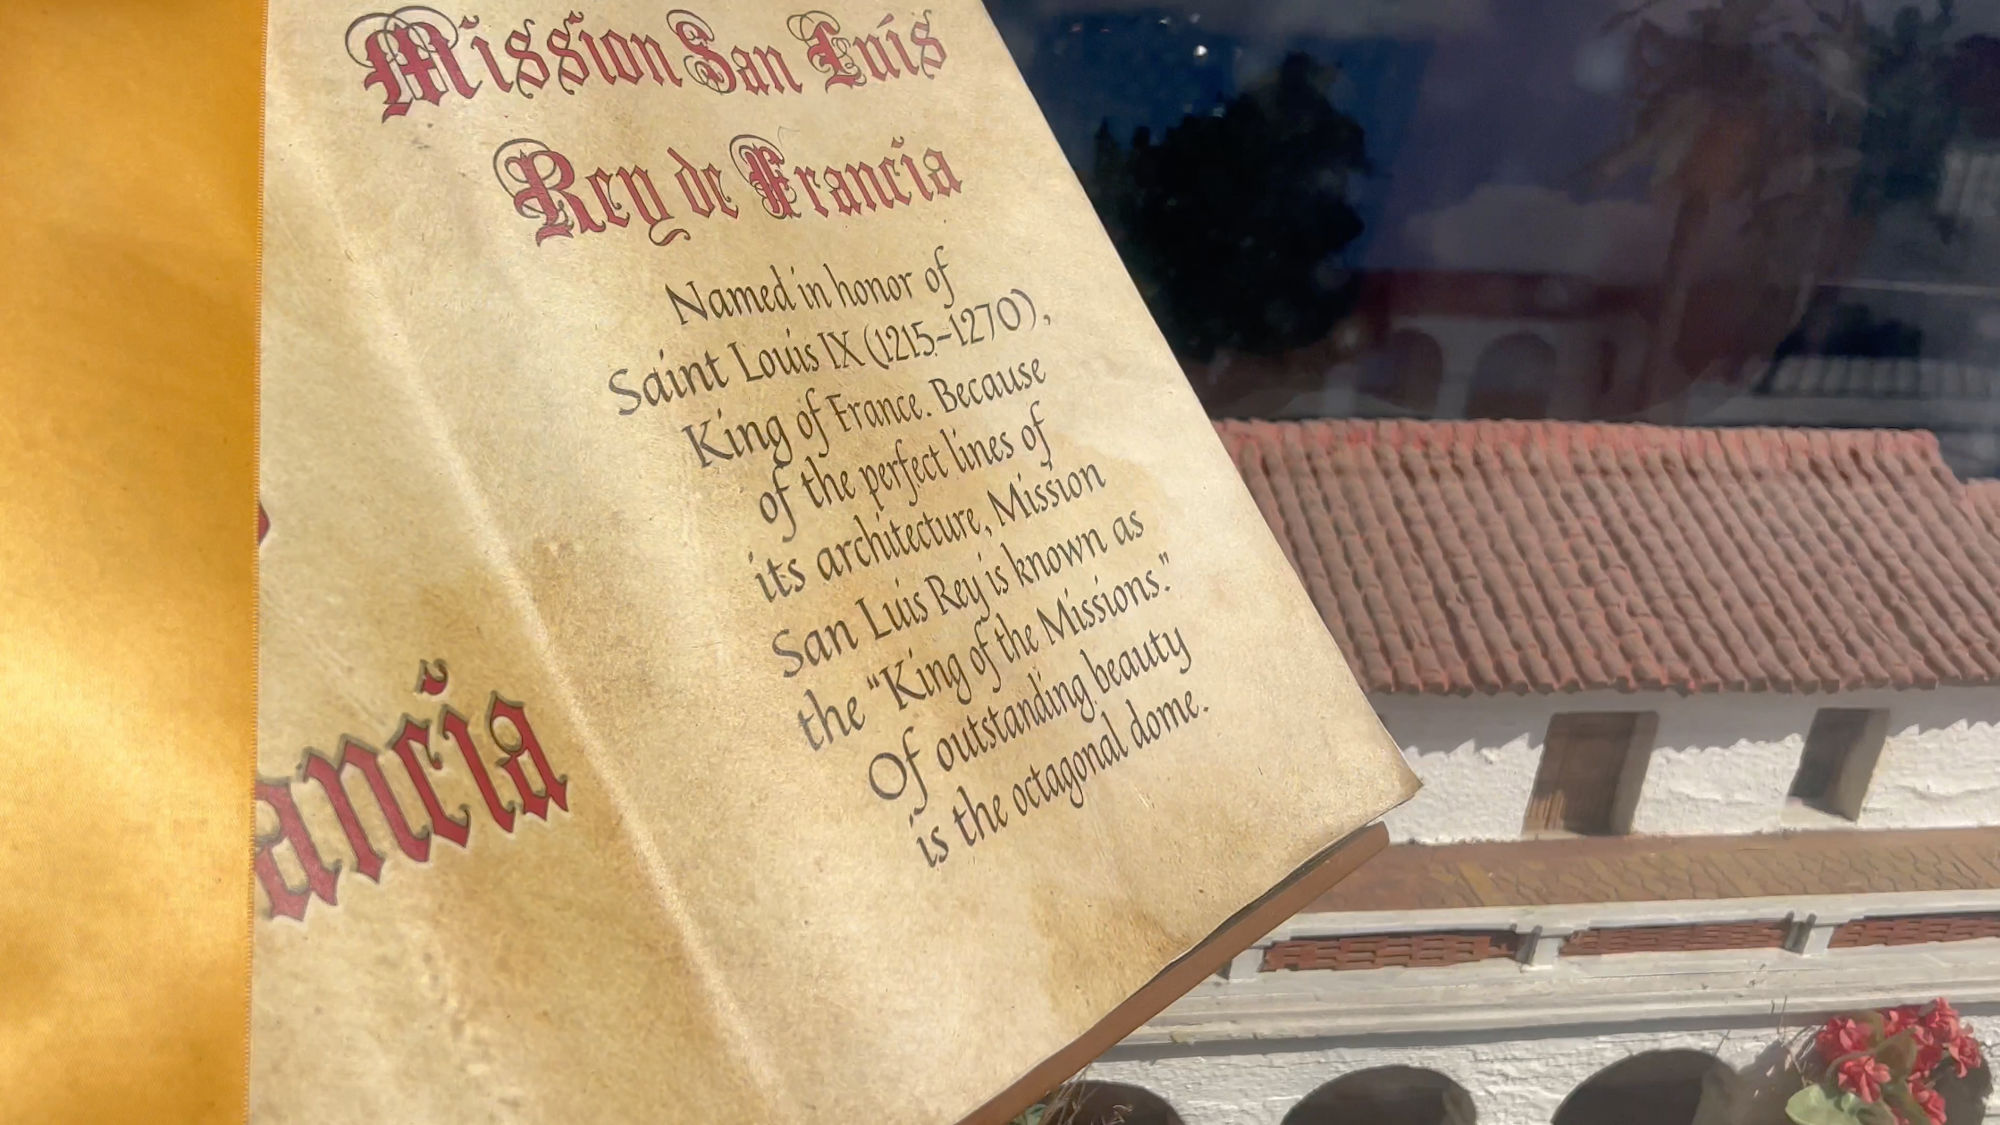 Mission San Luis
Rey de Francia
Named in honor of
Saint Louis IX (1215–1270),
King of France. Because
of the perfect lines of
its architecture, Mission
San Luis Rey is known as
the “King of the Missions.”
Of outstanding beauty
is the octagonal dome.
ancia